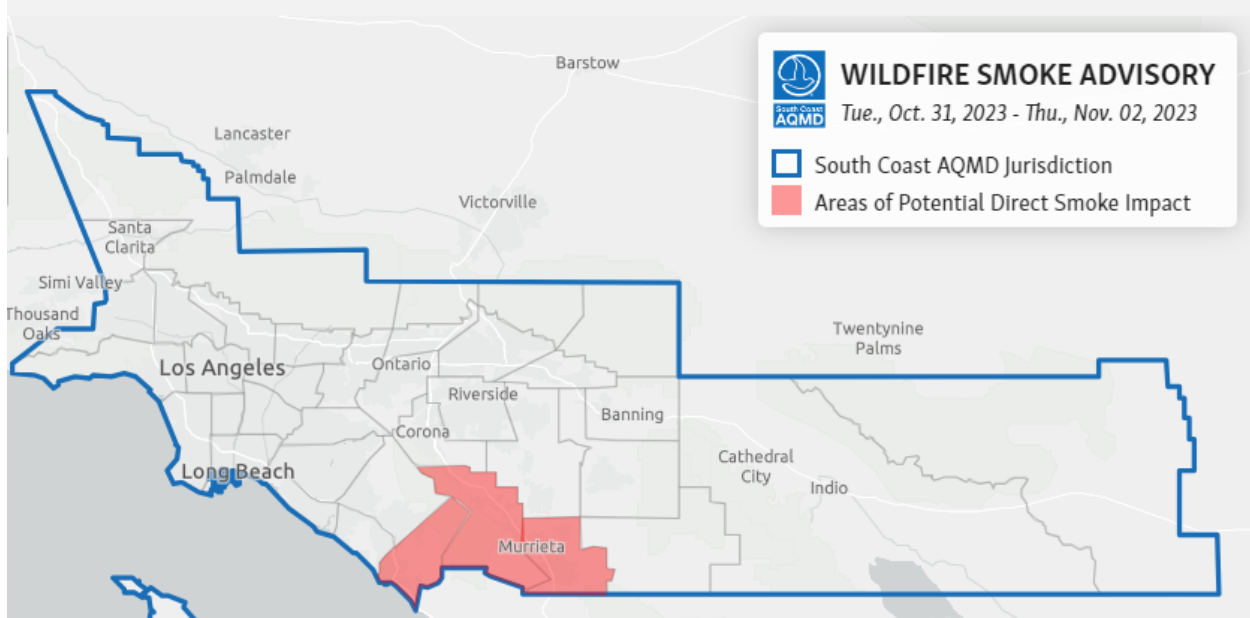 Barstow
WILDFIRE SMOKE ADVISORY
South Coast
AQMD
Tue., Oct. 31, 2023 - Thu., Nov. 02, 2023
South Coast AQMD Jurisdiction
Areas of Potential Direct Smoke Impact
Lancaster
Palmdale
Victorville
Santa
Clarita
Simi Valley
Thousand
Oaks
Twentynine
Palms
Los Angeles
Ontario
Riverside
Banning
Corona
Long Beach
Cathedral
City
Indio
Murrieta